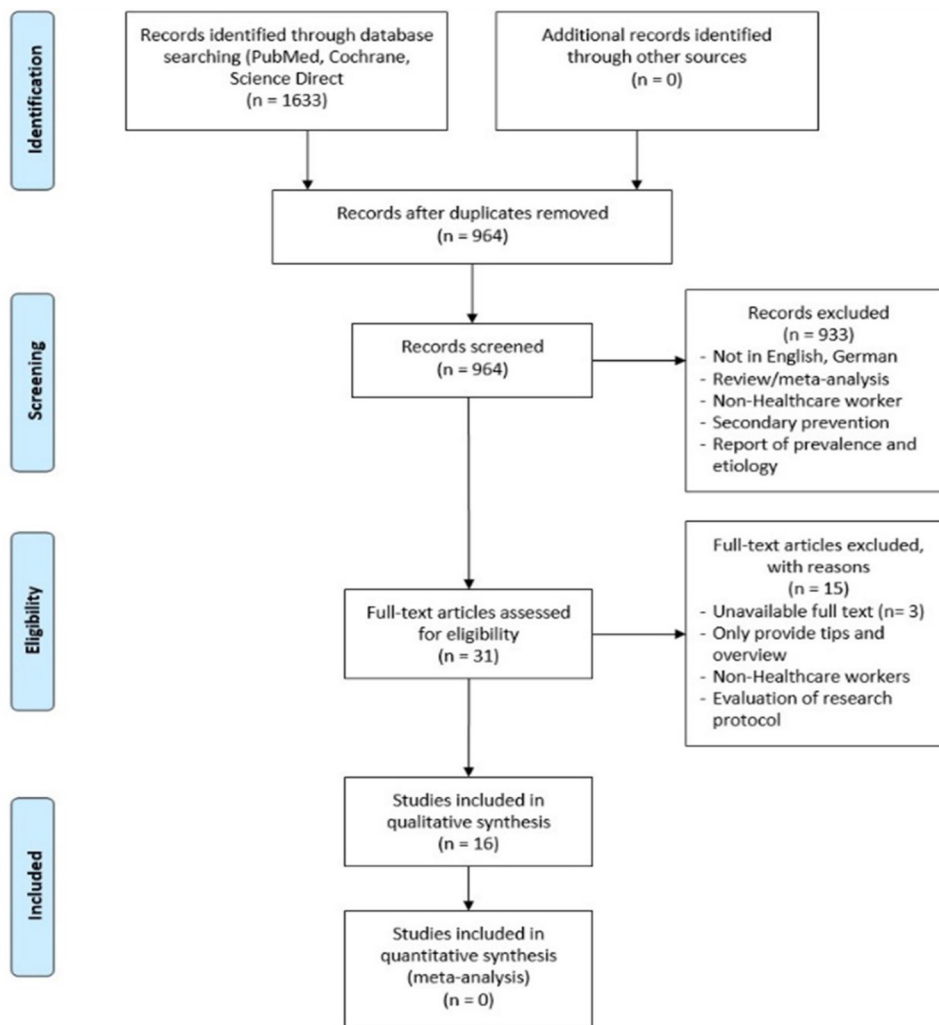 Identification
Records identified through database
searching (PubMed, Cochrane,
Science Direct
(n = 1633)
Additional records identified
through other sources
(n = 0)
Records after duplicates removed
(n = 964)
Screening
Records screened
(n = 964)
Records excluded
(n = 933)
- Not in English, German
- Review/meta-analysis
- Non-Healthcare worker
- Secondary prevention
- Report of prevalence and
etiology
Eligibility
Full-text articles assessed
for eligibility
(n = 31)
Full-text articles excluded,
with reasons
(n = 15)
- Unavailable full text (n= 3)
- Only provide tips and
overview
- Non-Healthcare workers
- Evaluation of research
protocol
Included
Studies included in
qualitative synthesis
(n = 16)
Studies included in
quantitative synthesis
(meta-analysis)
(n = 0)